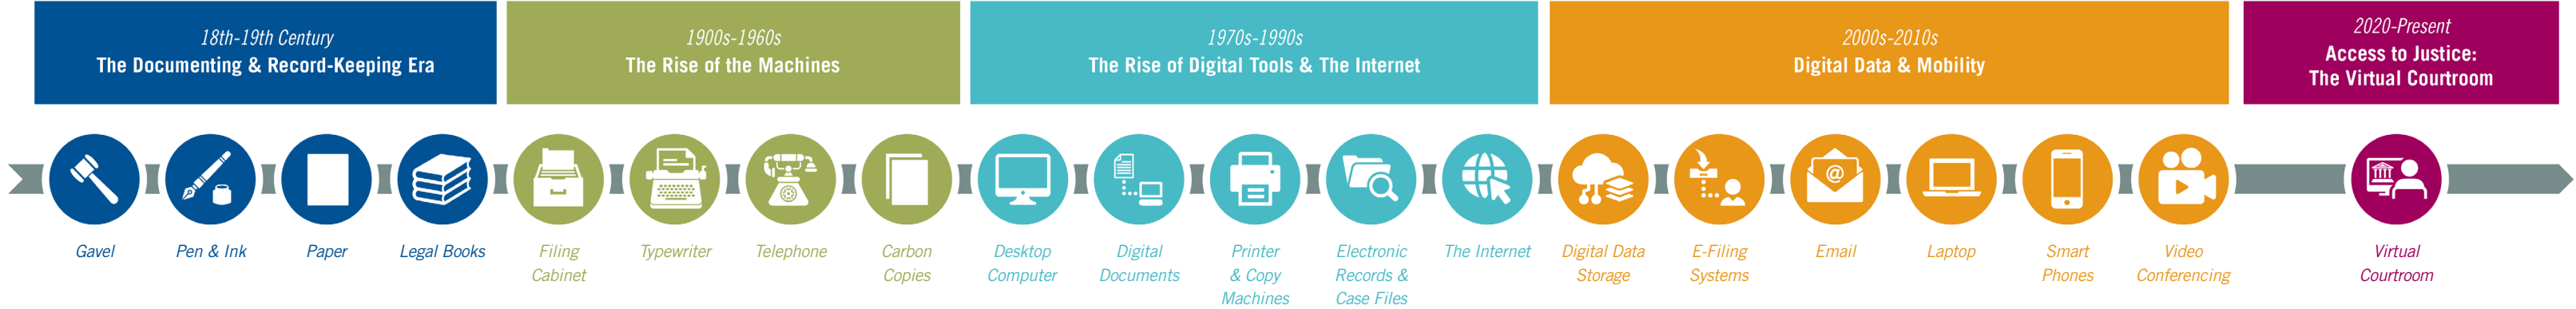 18th-19th Century
The Documenting & Record-Keeping Era
1900s-1960s
The Rise of the Machines
1970s-1990s
The Rise of Digital Tools & The Internet
2000s-2010s
Digital Data & Mobility
2020-Present
Access to Justice:
The Virtual Courtroom
Gavel
Pen & Ink
Paper
Legal Books
Filing
Cabinet
Typewriter
Telephone
Carbon
Copies
Desktop
Computer
Digital
Documents
Printer
& Copy
Machines
Electronic
Records &
Case Files
The Internet
Digital Data
Storage
E-Filing
Systems
@
Email
Laptop
Smart
Phones
Video
Conferencing
Virtual
Courtroom